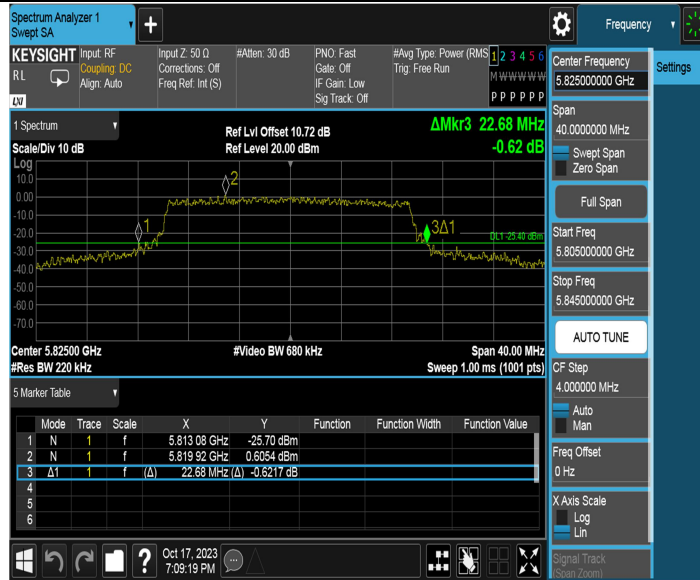 Spectrum Analyzer 1
Swept SA
+
Frequency
KEYSIGHT
RL
LXI
Input: RF
Coupling: DC
Align: Auto
Input Z: 50 Ω
Corrections: Off
Freq Ref: Int (S)
#Atten: 30 dB
PNO: Fast
Gate: Off
IF Gain: Low
Sig Track: Off
#Avg Type: Power (RMS
Trig: Free Run
1 2 3 4 5 6
M W W W W W
P P P P P P
1 Spectrum
Scale/Div 10 dB
Ref Lvl Offset 10.72 dB
Ref Level 20.00 dBm
ΔMkr3 22.68 MHz
-0.62 dB
Log
10.0
0.00
-10.0
-20.0
-30.0
-40.0
-50.0
-60.0
-70.0
1
2
3Δ1
DL1 -25.40 dBm
Center 5.82500 GHz
#Res BW 220 kHz
#Video BW 680 kHz
Span 40.00 MHz
Sweep 1.00 ms (1001 pts)
5 Marker Table
Mode Trace Scale X Y Function Function Width Function Value
1 N 1 f 5.813 08 GHz -25.70 dBm
2 N 1 f 5.819 92 GHz 0.6054 dBm
3 Δ1 1 f (Δ) 22.68 MHz (Δ) -0.6217 dB
4
5
6
?
Oct 17, 2023
7:09:19 PM
Settings
Center Frequency
5.825000000 GHz
Span
40.0000000 MHz
Swept Span
Zero Span
Full Span
Start Freq
5.805000000 GHz
Stop Freq
5.845000000 GHz
AUTO TUNE
CF Step
4.000000 MHz
Auto
Man
Freq Offset
0 Hz
X Axis Scale
Log
Lin
Signal Track
(Span Zoom)